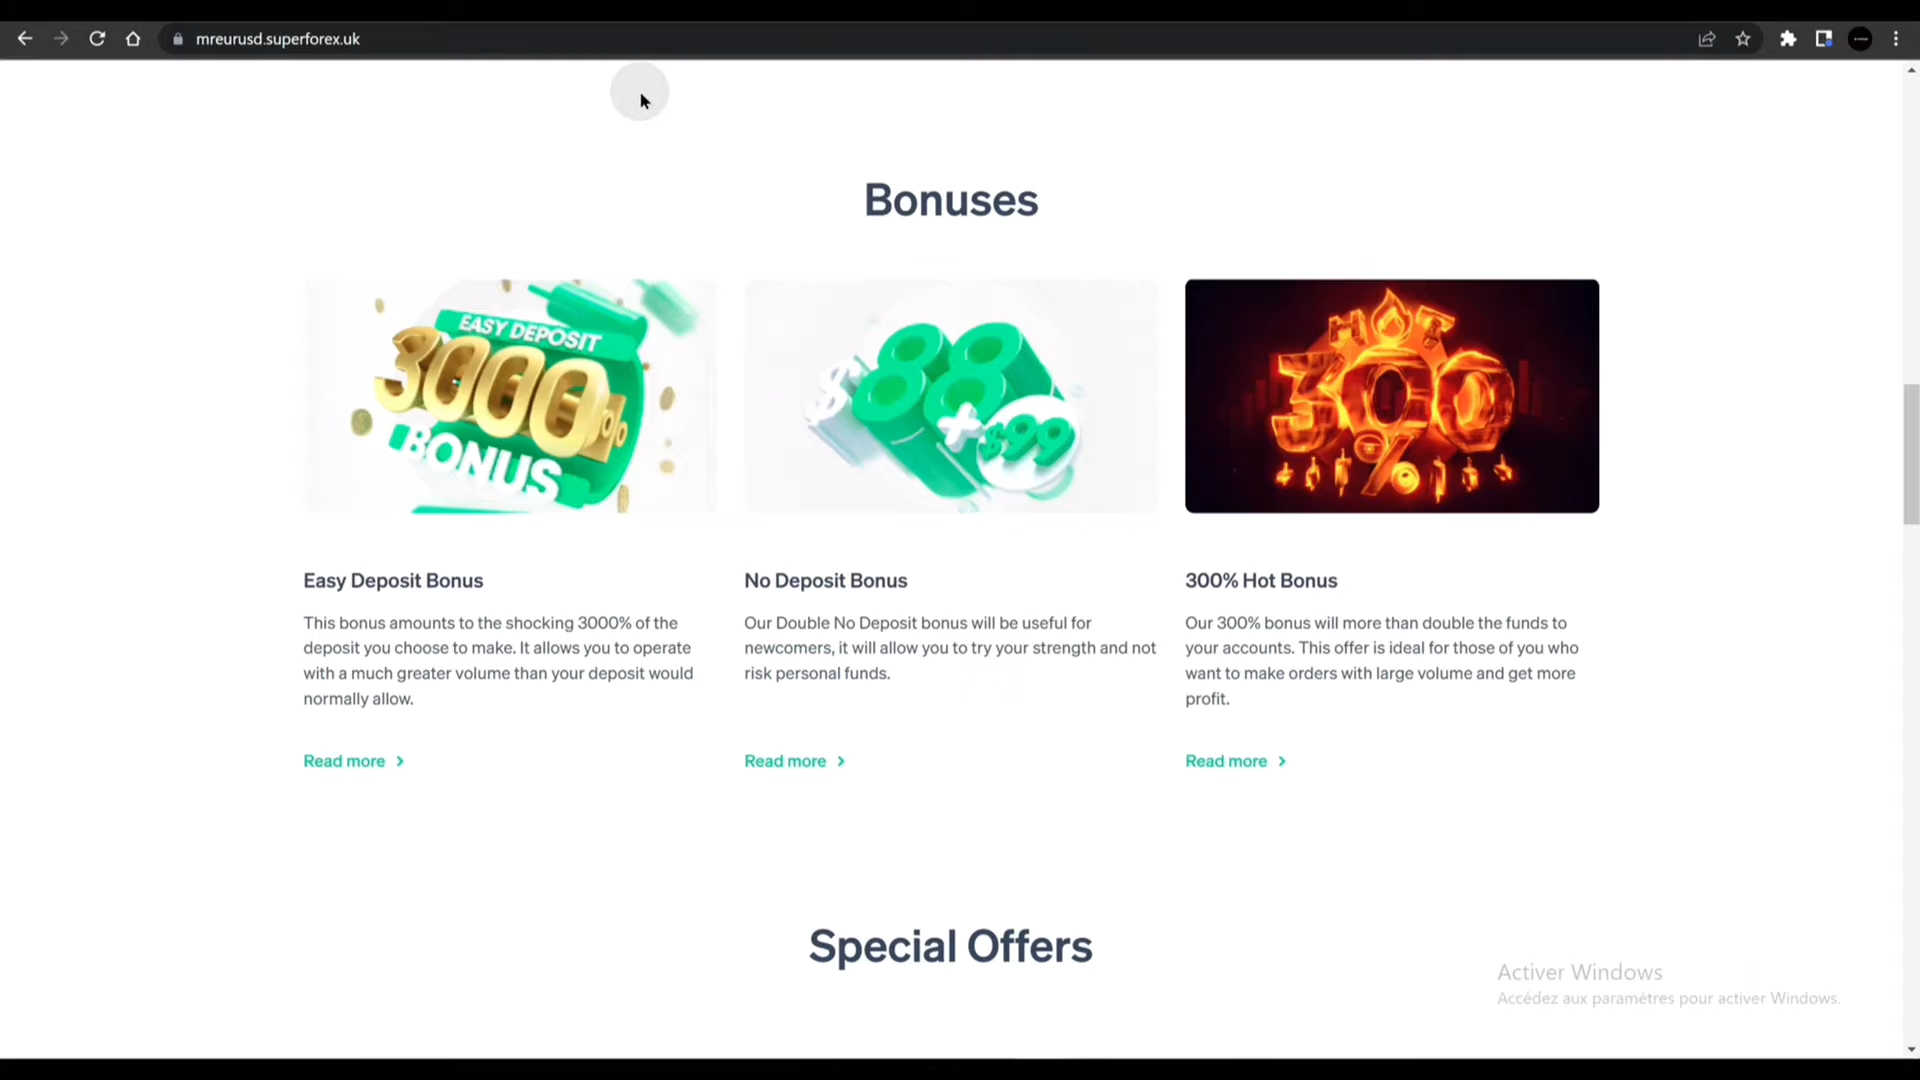 mreurusd.superforex.uk
Bonuses
EASY DEPOSIT
3000%
BONUS
$88
+$99
HOT
300
%
Easy Deposit Bonus
This bonus amounts to the shocking 3000% of the
deposit you choose to make. It allows you to operate
with a much greater volume than your deposit would
normally allow.
Read more
No Deposit Bonus
Our Double No Deposit bonus will be useful for
newcomers, it will allow you to try your strength and not
risk personal funds.
Read more
300% Hot Bonus
Our 300% bonus will more than double the funds to
your accounts. This offer is ideal for those of you who
want to make orders with large volume and get more
profit.
Read more
Special Offers
Activer Windows
Accédez aux paramètres pour activer Windows.